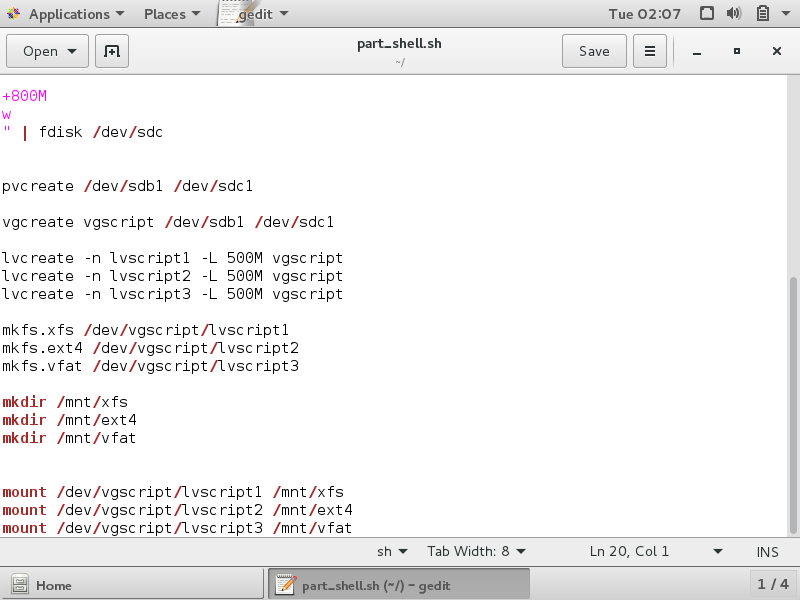 Applications Places gedit Tue 02:07
Open part_shell.sh Save
~/
+800M
w
" | fdisk /dev/sdc
pvcreate /dev/sdb1 /dev/sdc1
vgcreate vgscript /dev/sdb1 /dev/sdc1
lvcreate -n lvscript1 -L 500M vgscript
lvcreate -n lvscript2 -L 500M vgscript
lvcreate -n lvscript3 -L 500M vgscript
mkfs.xfs /dev/vgscript/lvscript1
mkfs.ext4 /dev/vgscript/lvscript2
mkfs.vfat /dev/vgscript/lvscript3
mkdir /mnt/xfs
mkdir /mnt/ext4
mkdir /mnt/vfat
mount /dev/vgscript/lvscript1 /mnt/xfs
mount /dev/vgscript/lvscript2 /mnt/ext4
mount /dev/vgscript/lvscript3 /mnt/vfat
sh Tab Width: 8 Ln 20, Col 1 INS
Home part_shell.sh (~/) - gedit 1 / 4